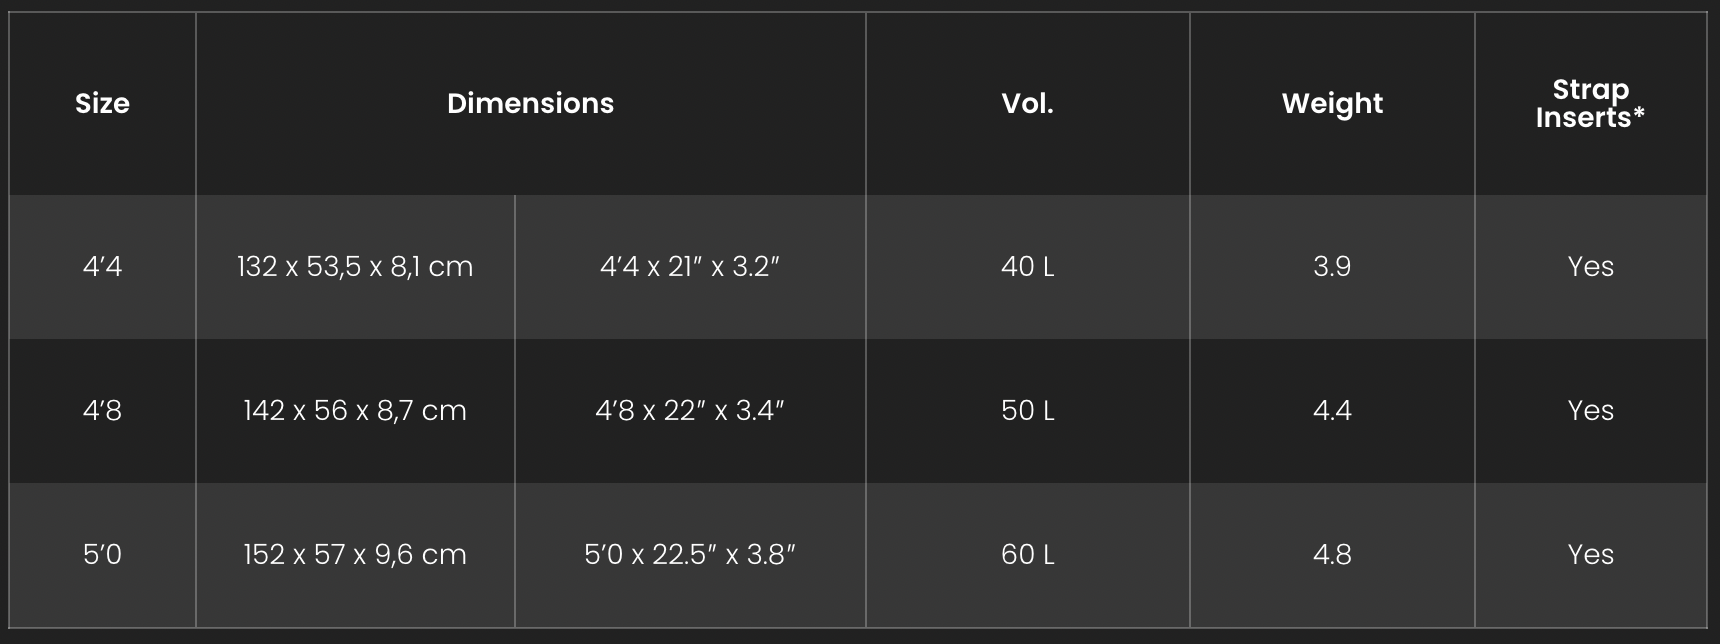 Size Dimensions Vol. Weight Strap
Inserts*
4’4 132 x 53,5 x 8,1 cm 4’4 x 21” x 3.2” 40 L 3.9 Yes
4’8 142 x 56 x 8,7 cm 4’8 x 22” x 3.4” 50 L 4.4 Yes
5’0 152 x 57 x 9,6 cm 5’0 x 22.5” x 3.8” 60 L 4.8 Yes